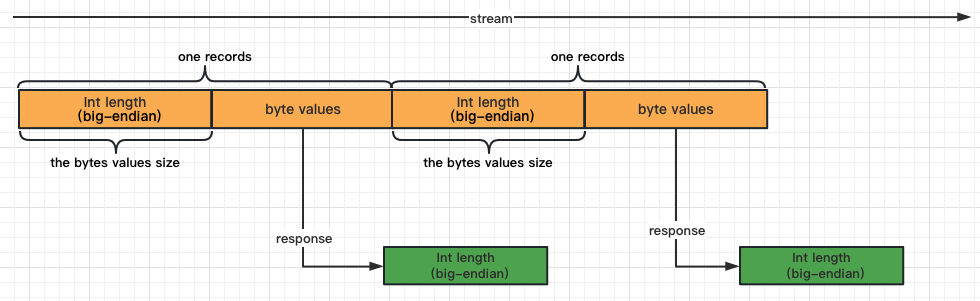 stream
one records
one records
Int length
(big-endian)
byte values
Int length
(big-endian)
byte values
the bytes values size
the bytes values size
response
response
Int length
(big-endian)
Int length
(big-endian)